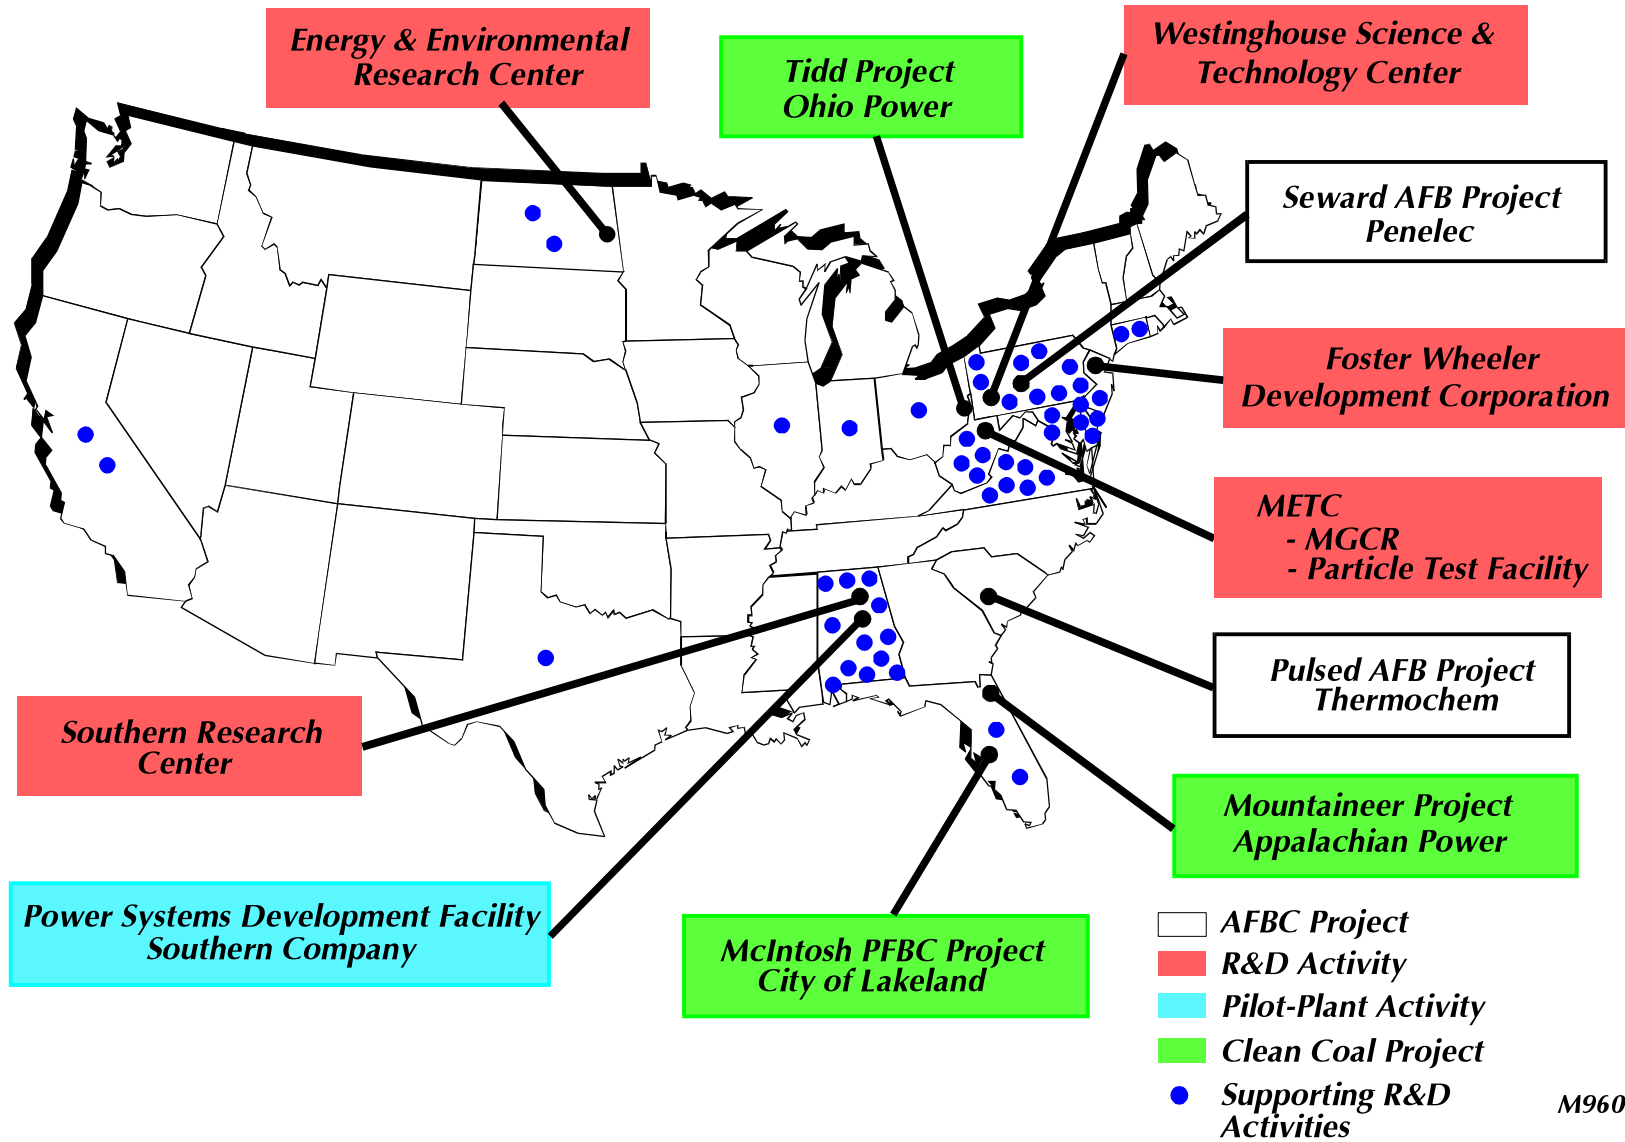 Energy & Environmental
Research Center
Tidd Project
Ohio Power
Westinghouse Science &
Technology Center
Seward AFB Project
Penelec
Foster Wheeler
Development Corporation
METC
- MGCR
- Particle Test Facility
Pulsed AFB Project
Thermochem
Southern Research
Center
Mountaineer Project
Appalachian Power
Power Systems Development Facility
Southern Company
McIntosh PFBC Project
City of Lakeland
AFBC Project
R&D Activity
Pilot-Plant Activity
Clean Coal Project
Supporting R&D
Activities
M960